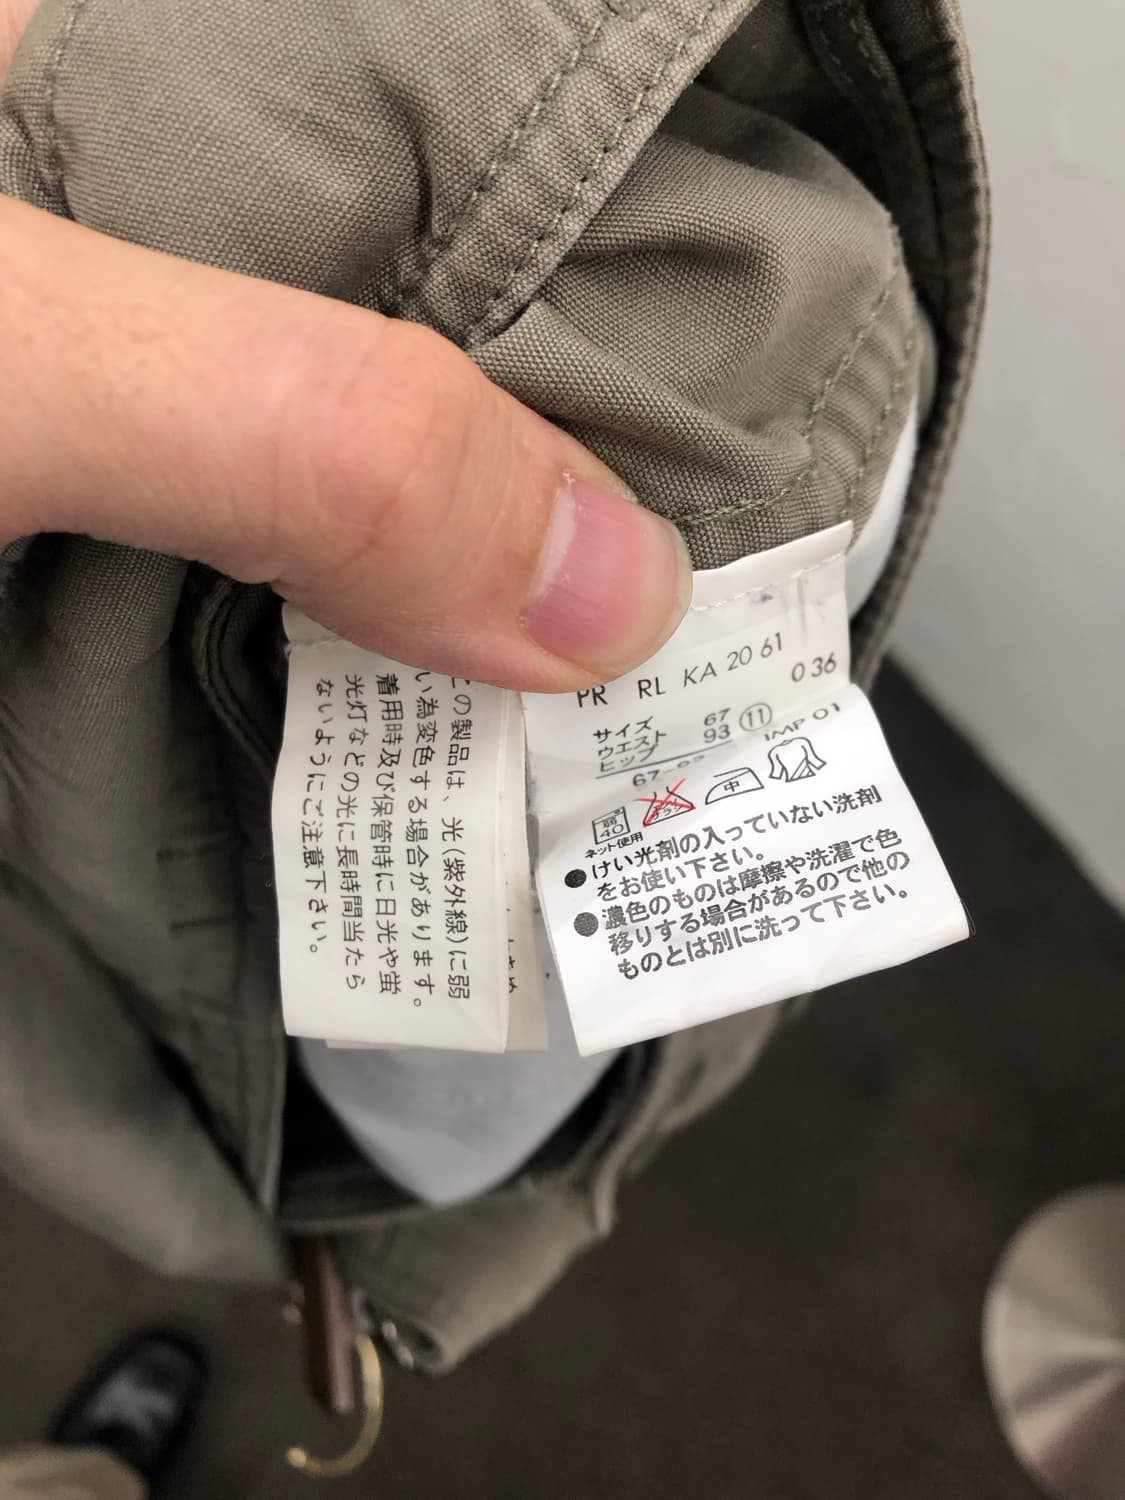 の製品は、光(紫外線)に弱
い為変色する場合があります。
着用時及び保管時に日光や蛍
光灯などの光に長時間当たら
ないようにご注意下さい。
PR RL KA 20 61
0 36
サイズ
ウエスト 67
ヒップ 93 ⑪
IMP 01
弱
40
中
ネット使用
●けい光剤の入っていない洗剤
をお使い下さい。
●濃色のものは摩擦や洗濯で色
移りする場合があるので他の
ものとは別に洗って下さい。